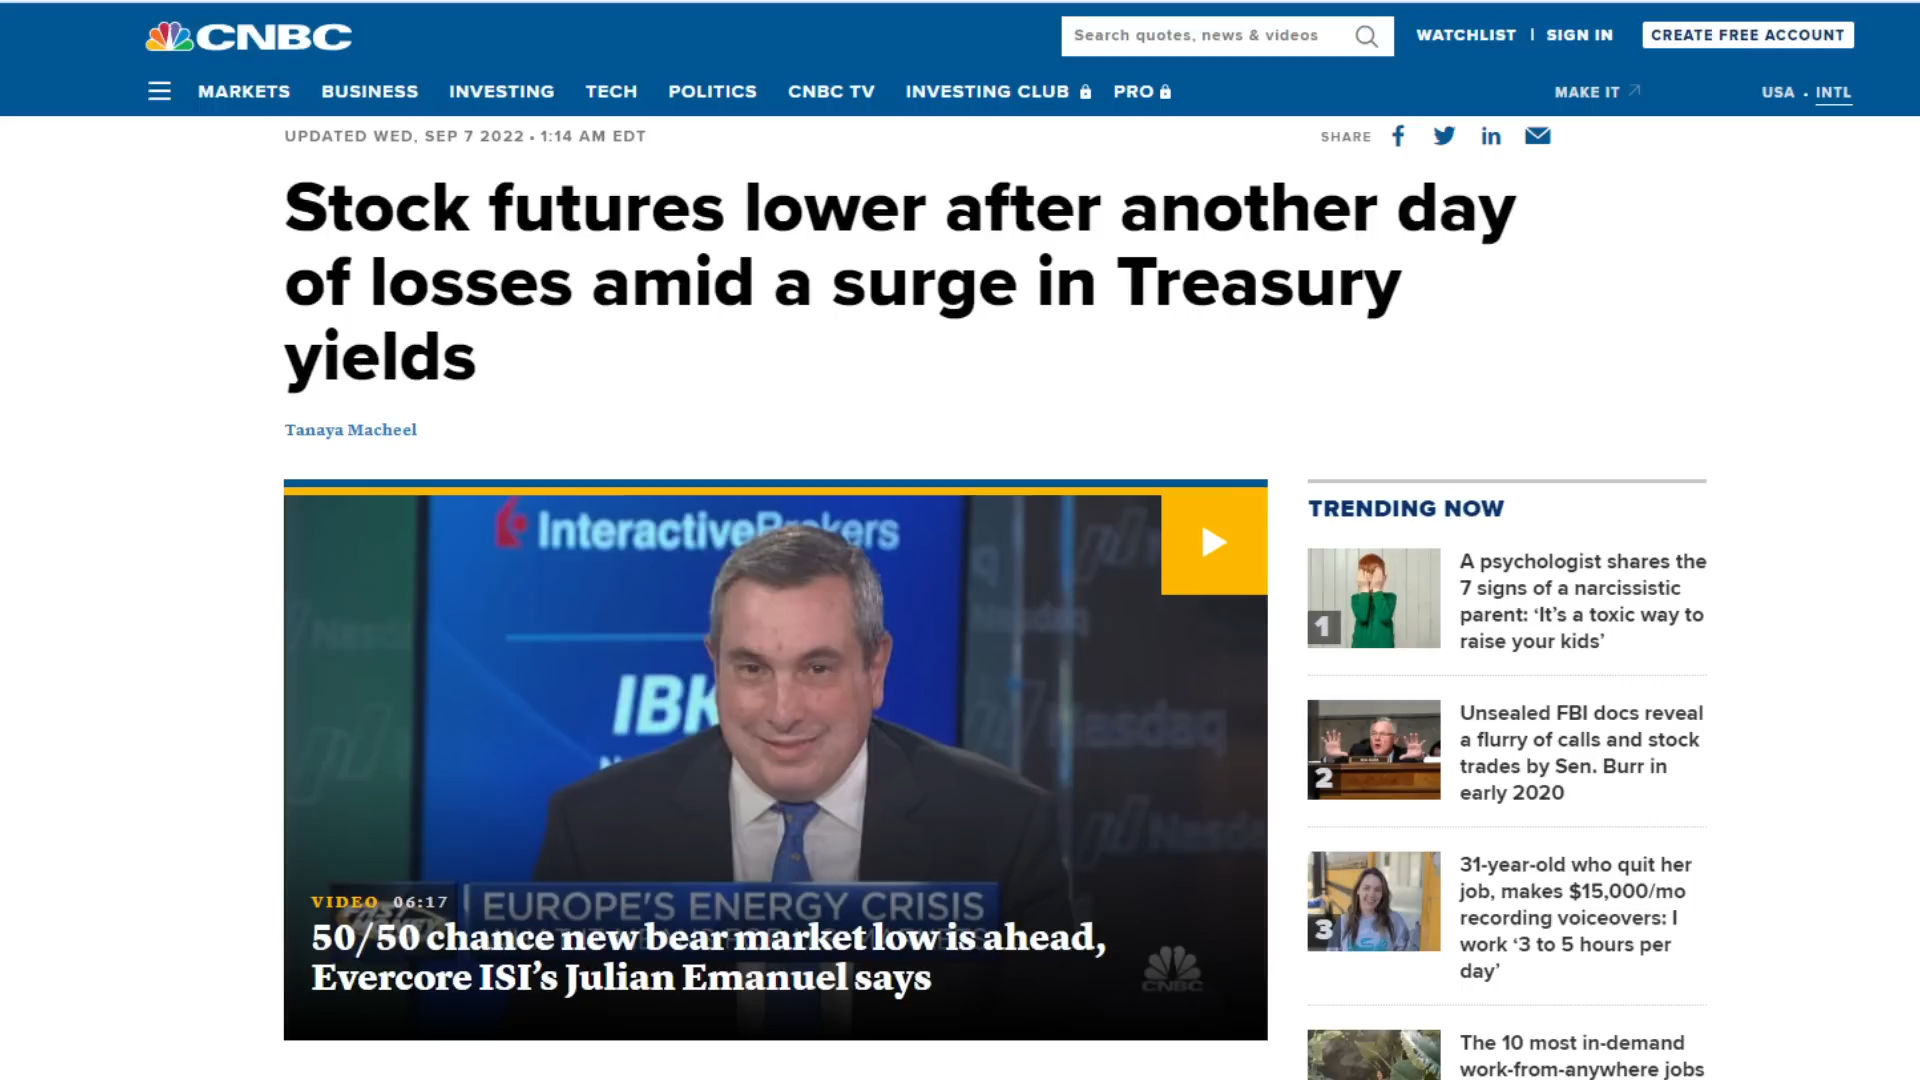 CNBC
Search quotes, news & videos
WATCHLIST | SIGN IN
CREATE FREE ACCOUNT
MARKETS BUSINESS INVESTING TECH POLITICS CNBC TV INVESTING CLUB PRO
MAKE IT
USA • INTL
UPDATED WED, SEP 7 2022 • 1:14 AM EDT
SHARE
Stock futures lower after another day
of losses amid a surge in Treasury
yields
Tanaya Macheel
InteractiveBrokers
IBK
Nasdaq
EUROPE'S ENERGY CRISIS
VIDEO 06:17
50/50 chance new bear market low is ahead,
Evercore ISI’s Julian Emanuel says
CNBC
TRENDING NOW
1
A psychologist shares the
7 signs of a narcissistic
parent: ‘It’s a toxic way to
raise your kids’
2
Unsealed FBI docs reveal
a flurry of calls and stock
trades by Sen. Burr in
early 2020
3
31-year-old who quit her
job, makes $15,000/mo
recording voiceovers: I
work ‘3 to 5 hours per
day’
The 10 most in-demand
work-from-anywhere jobs